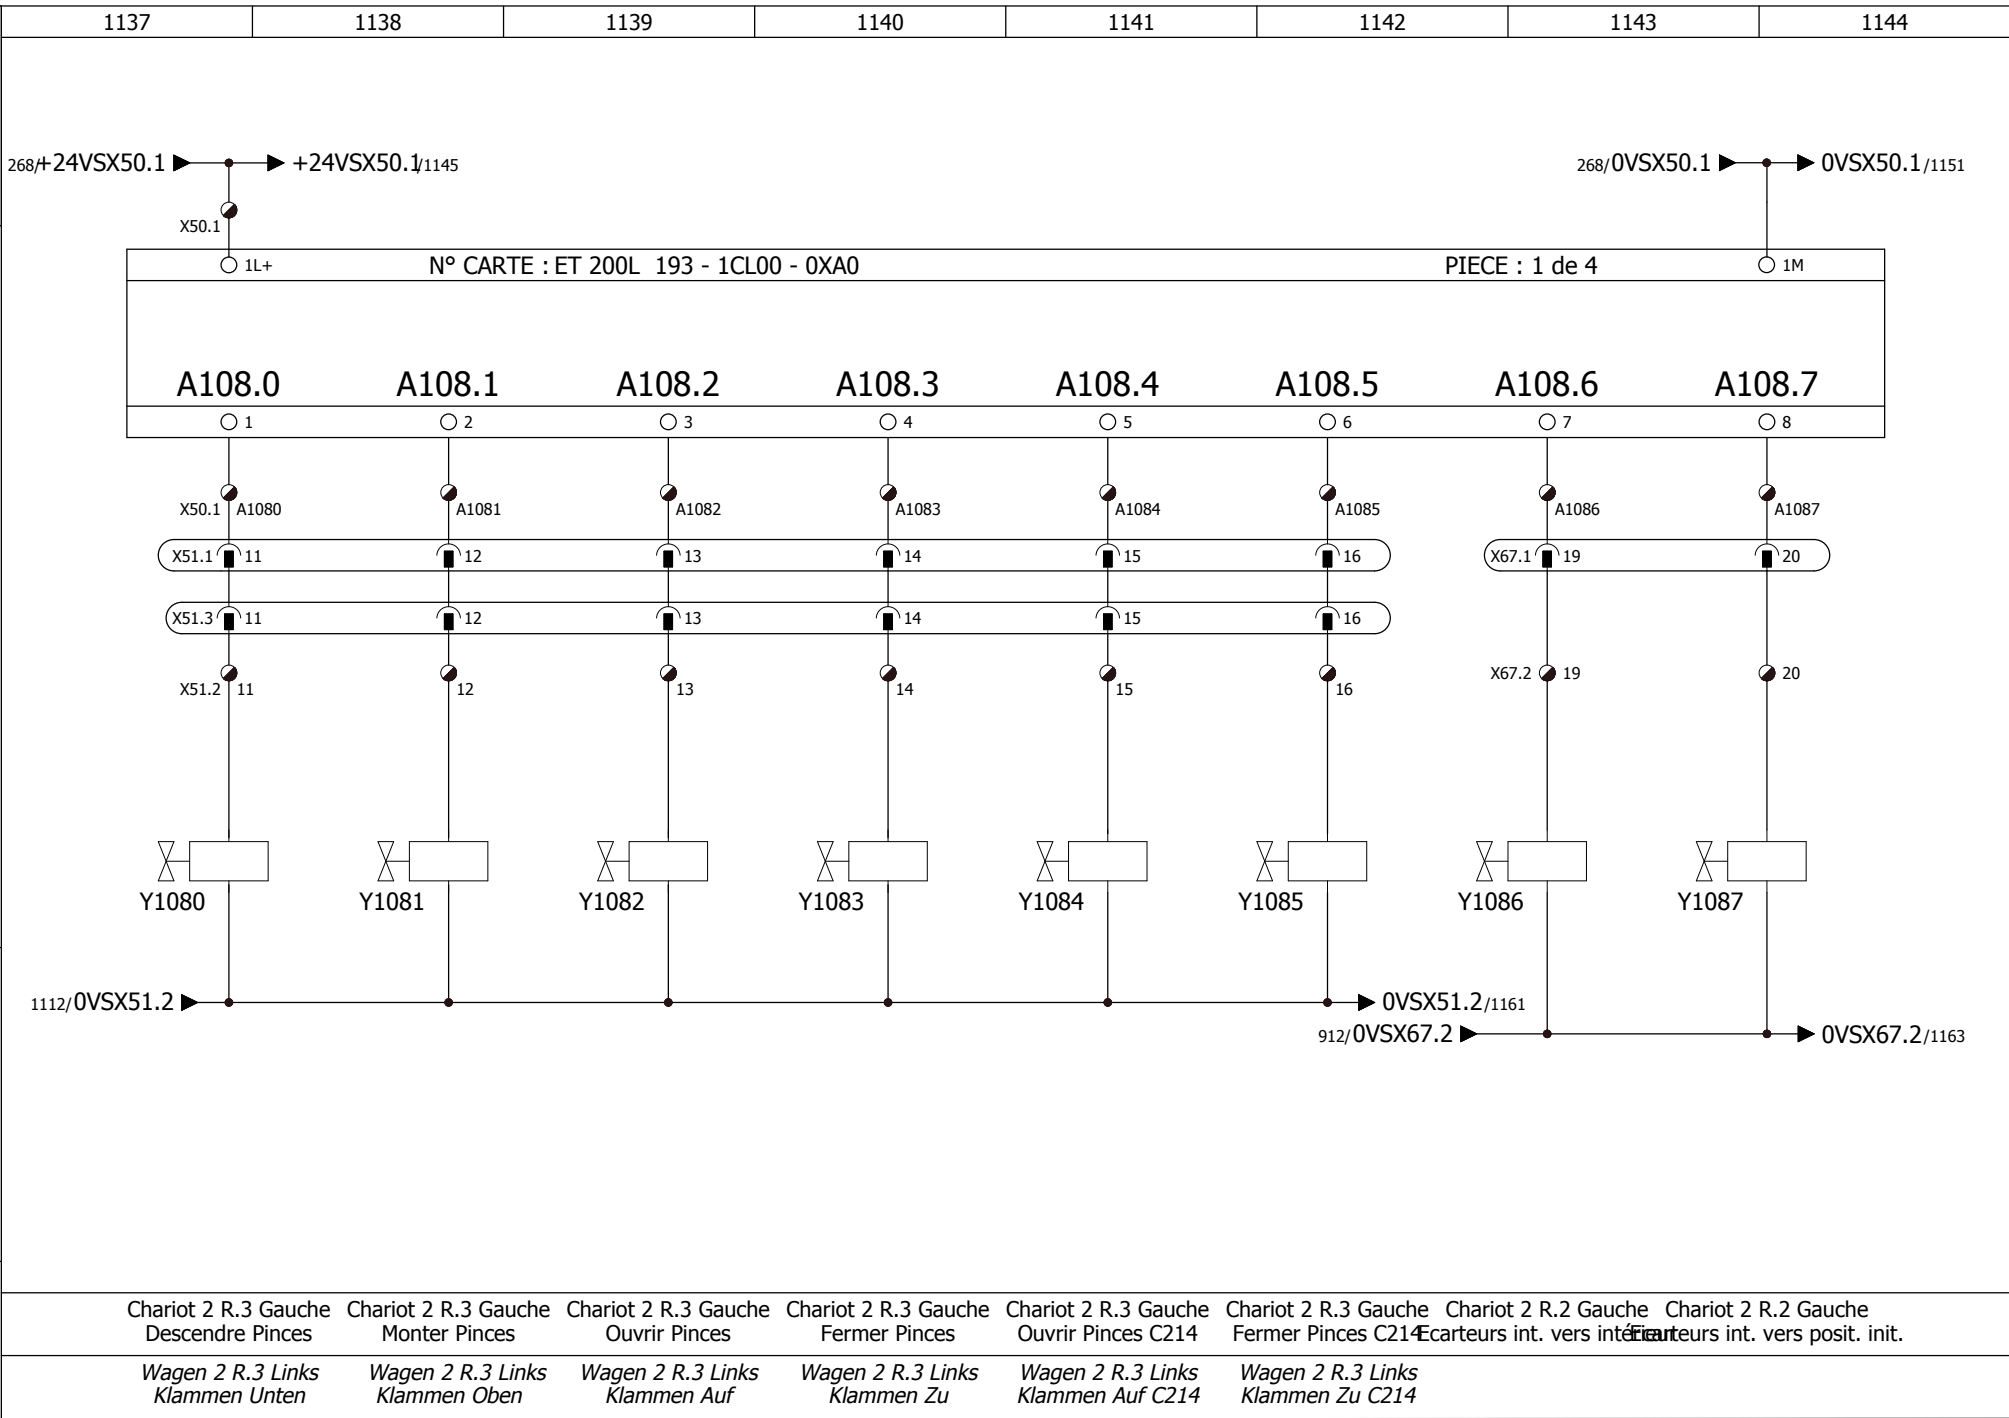 1137 1138 1139 1140 1141 1142 1143 1144
268/+24VSX50.1 +24VSX50.1/1145 268/0VSX50.1 0VSX50.1/1151
X50.1
1L+ N° CARTE : ET 200L 193 - 1CL00 - 0XA0 PIECE : 1 de 4 1M
A108.0 A108.1 A108.2 A108.3 A108.4 A108.5 A108.6 A108.7
1 2 3 4 5 6 7 8
X50.1 A1080 A1081 A1082 A1083 A1084 A1085 A1086 A1087
X51.1 11 12 13 14 15 16 X67.1 19 20
X51.3 11 12 13 14 15 16
X51.2 11 12 13 14 15 16 X67.2 19 20
Y1080 Y1081 Y1082 Y1083 Y1084 Y1085 Y1086 Y1087
1112/0VSX51.2 0VSX51.2/1161
912/0VSX67.2 0VSX67.2/1163
Chariot 2 R.3 Gauche Chariot 2 R.3 Gauche Chariot 2 R.3 Gauche Chariot 2 R.3 Gauche Chariot 2 R.3 Gauche Chariot 2 R.3 Gauche Chariot 2 R.2 Gauche Chariot 2 R.2 Gauche
Descendre Pinces Monter Pinces Ouvrir Pinces Fermer Pinces Ouvrir Pinces C214 Fermer Pinces C214 Ecarteurs int. vers intérieur Ecarteurs int. vers posit. init.
Wagen 2 R.3 Links Wagen 2 R.3 Links Wagen 2 R.3 Links Wagen 2 R.3 Links Wagen 2 R.3 Links Wagen 2 R.3 Links
Klammen Unten Klammen Oben Klammen Auf Klammen Zu Klammen Auf C214 Klammen Zu C214